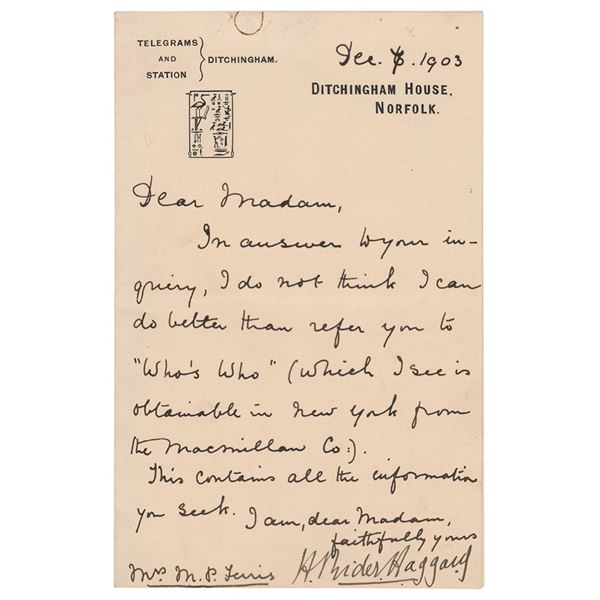 TELEGRAMS
AND
STATION
DITCHINGHAM.
Dec. . 1903
DITCHINGHAM HOUSE,
NORFOLK.
Dear Madam,
In answer to your in-
quiry, I do not think I can
do better than refer you to
"Who's Who" (which I see is
obtainable in New York from
the Macmillan Co:).
This contains all the information
you seek. I am, dear Madam,
faithfully yours
H. Rider Haggard
Mrs M. P.